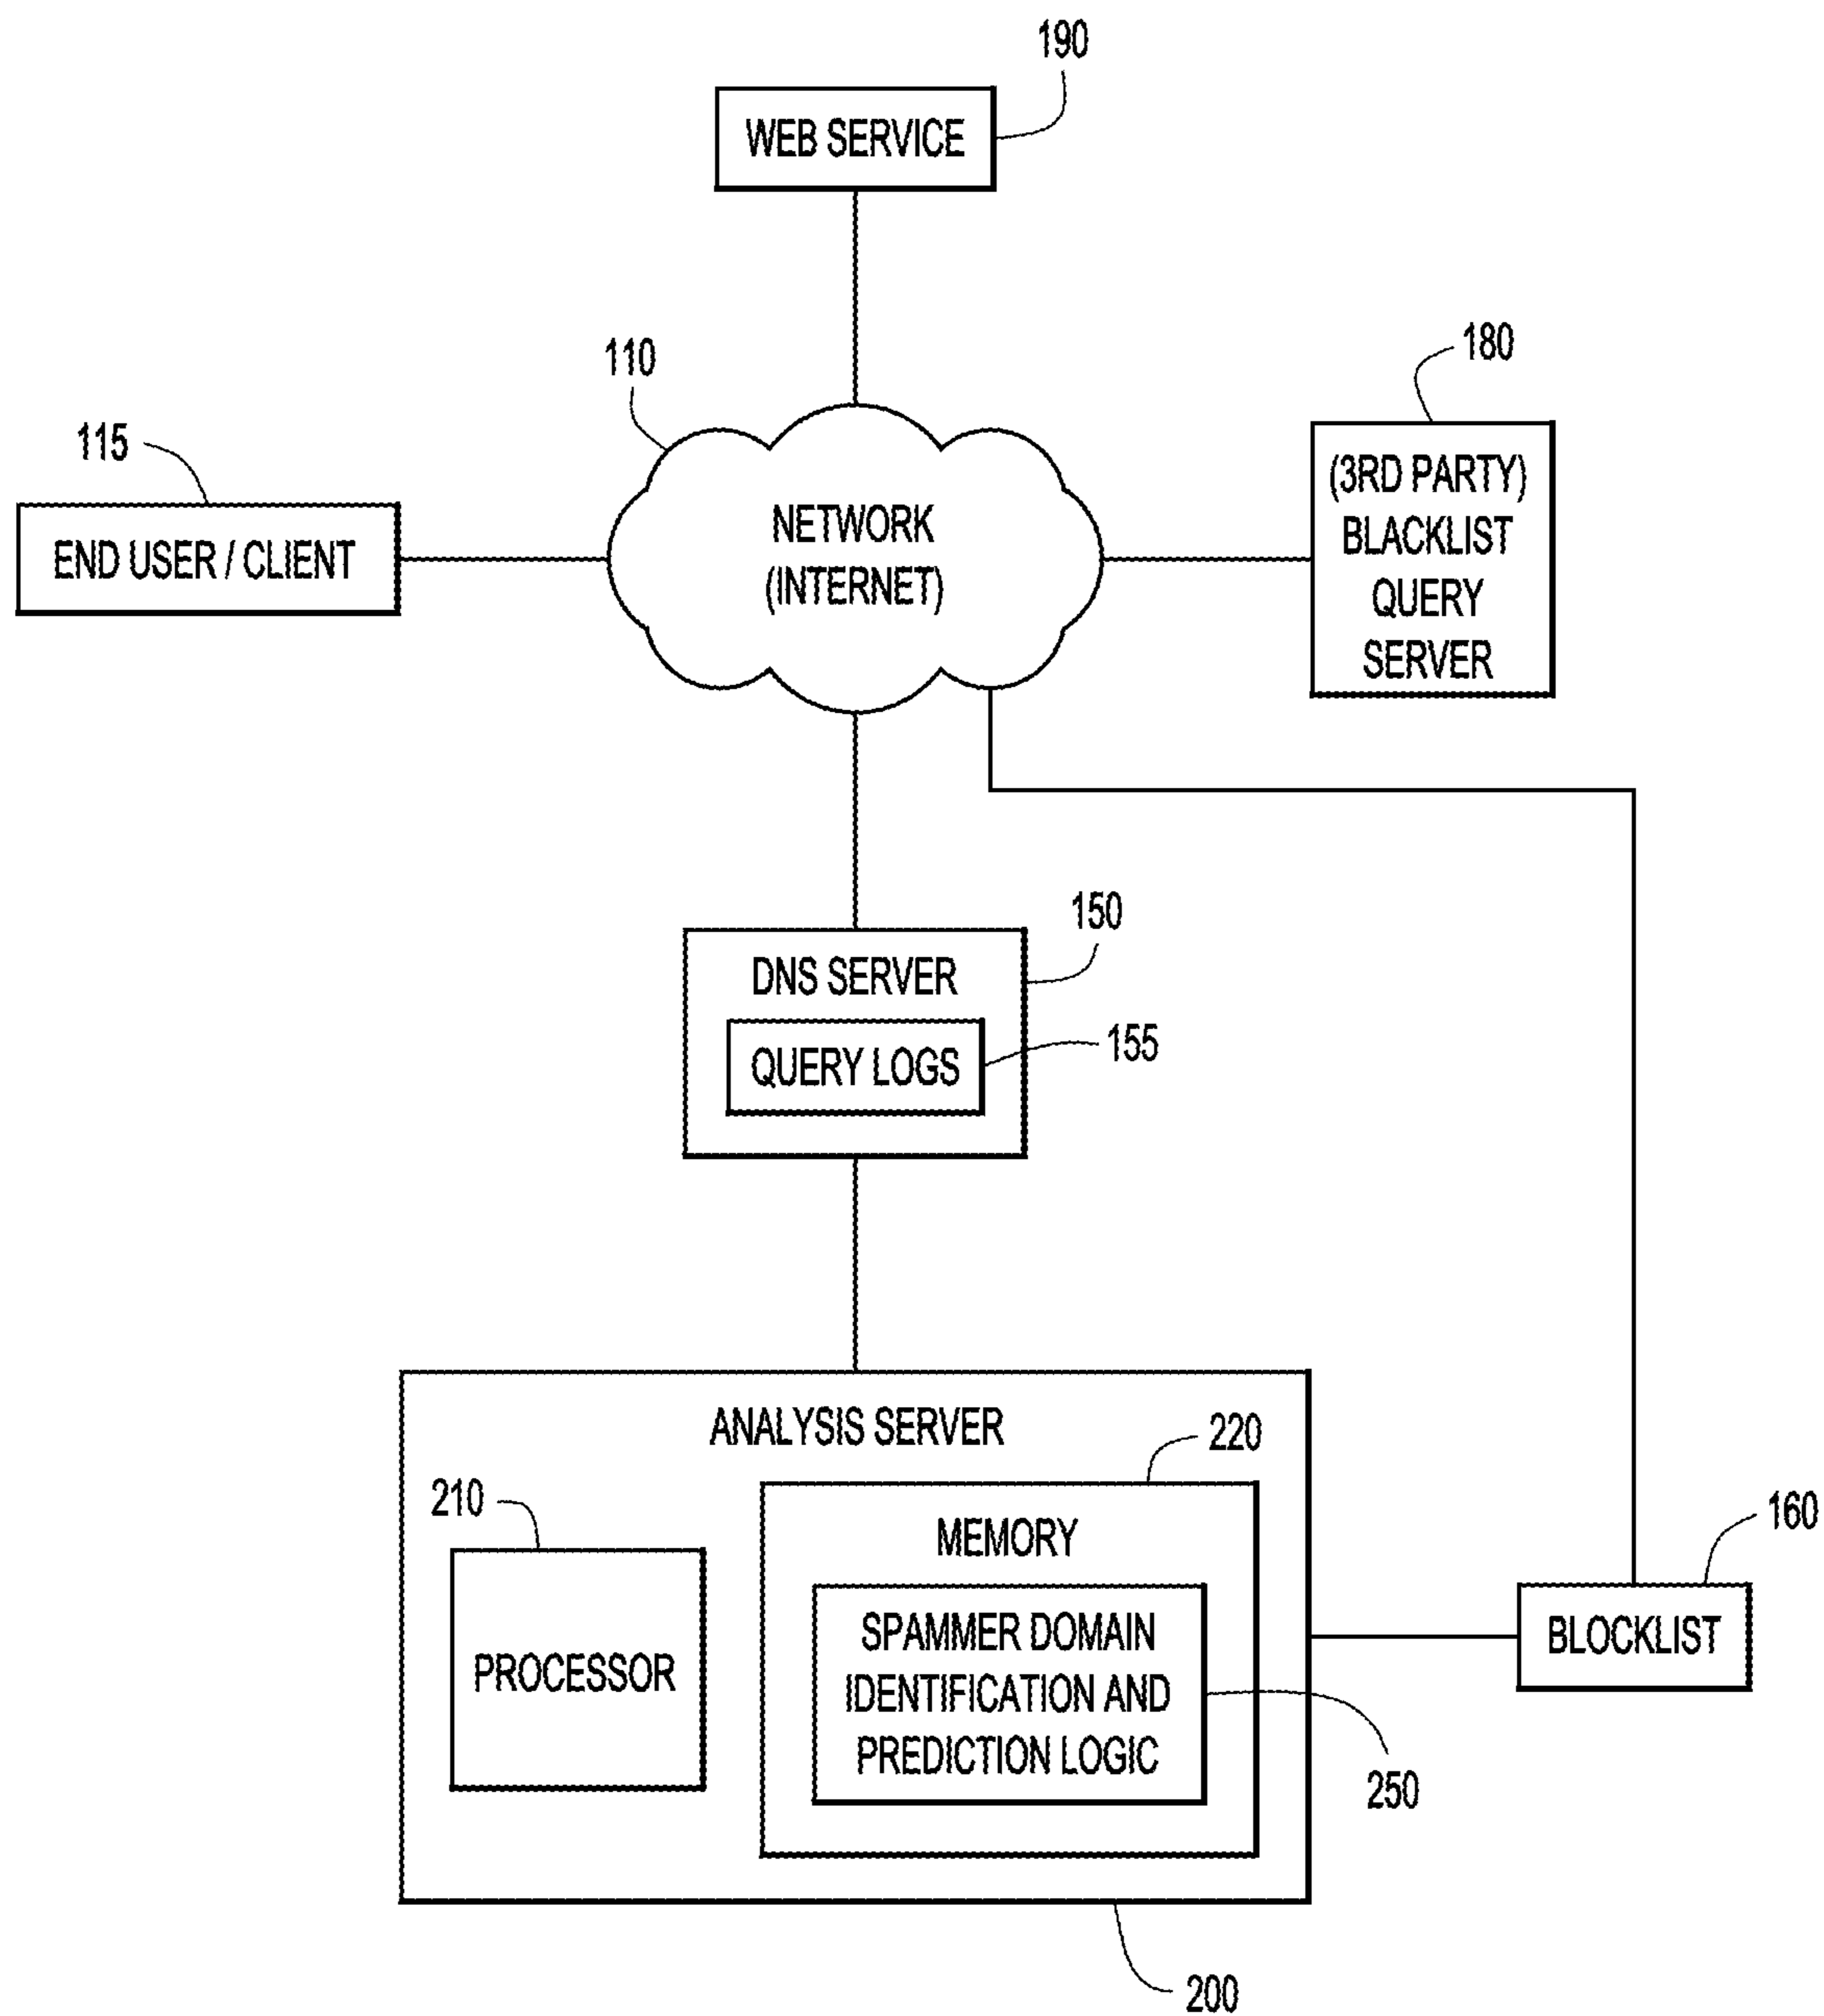 190
WEB SERVICE
110
180
115
END USER / CLIENT
NETWORK
(INTERNET)
(3RD PARTY)
BLACKLIST
QUERY
SERVER
150
DNS SERVER
155
QUERY LOGS
ANALYSIS SERVER
220
210
MEMORY
160
PROCESSOR
SPAMMER DOMAIN
IDENTIFICATION AND
PREDICTION LOGIC
BLOCKLIST
250
200